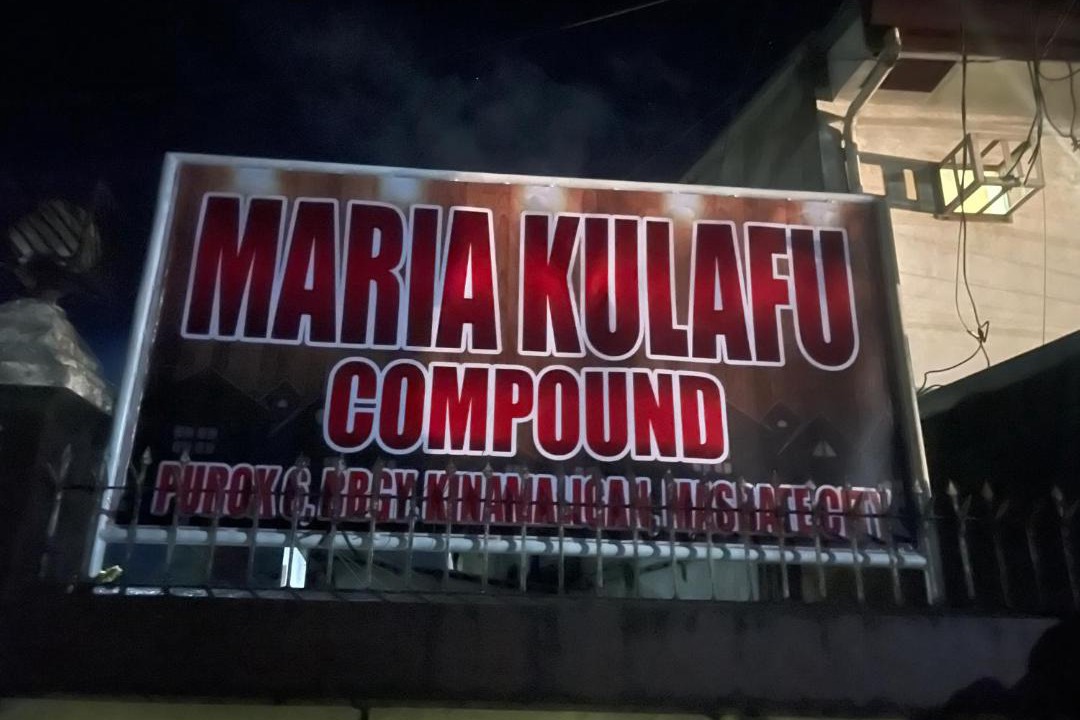 MARIA KULAFU
COMPOUND
PUROK 6, BRGY. KINAMALIGAN, MASBATE CITY